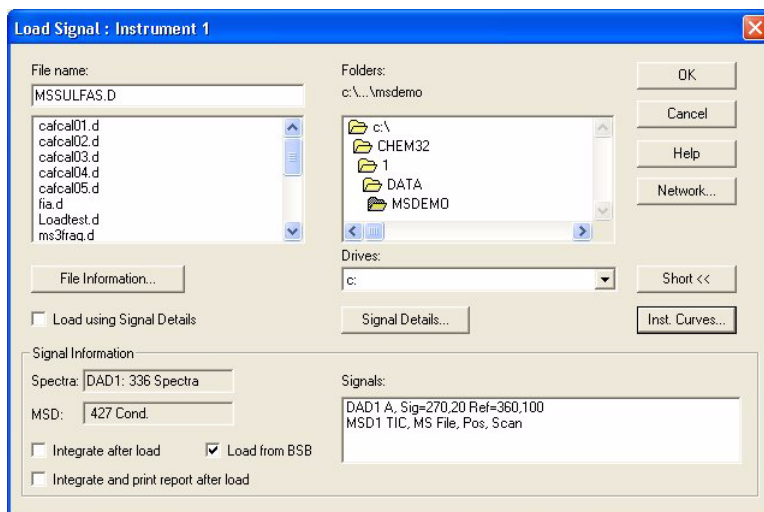 Load Signal : Instrument 1
File name:
MSSULFAS.D
cafcal01.d
cafcal02.d
cafcal03.d
cafcal04.d
cafcal05.d
fia.d
Loadtest.d
ms3frag.d
File Information...
Load using Signal Details
Folders:
c:\...\msdemo
c:\
CHEM32
1
DATA
MSDEMO
Drives:
c:
Signal Details...
OK
Cancel
Help
Network...
Short <<
Inst. Curves...
Signal Information
Spectra: DAD1: 336 Spectra
MSD: 427 Cond.
Integrate after load
Load from BSB
Integrate and print report after load
Signals:
DAD1 A, Sig=270,20 Ref=360,100
MSD1 TIC, MS File, Pos, Scan